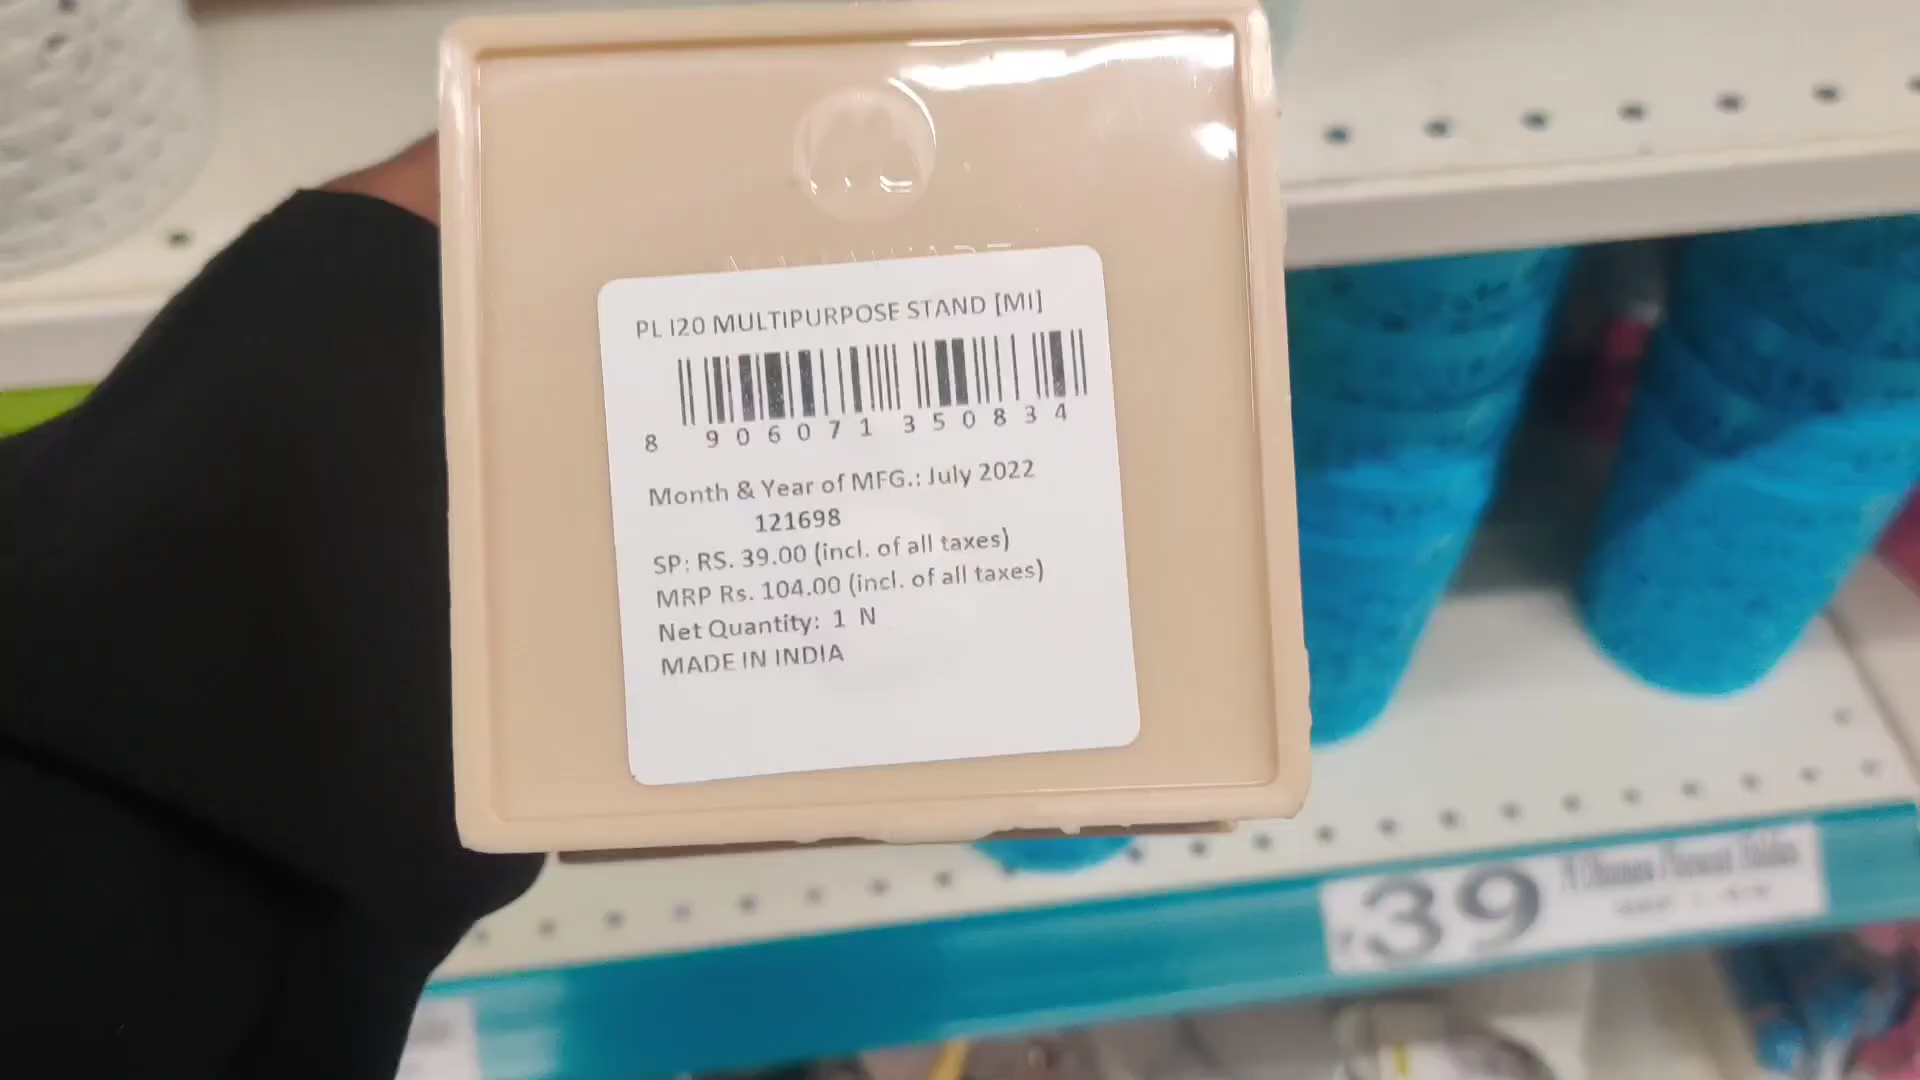 PL I20 MULTIPURPOSE STAND [MI]
8 906071 350834
Month & Year of MFG.: July 2022
121698
SP: RS. 39.00 (incl. of all taxes)
MRP Rs. 104.00 (incl. of all taxes)
Net Quantity: 1 N
MADE IN INDIA
39